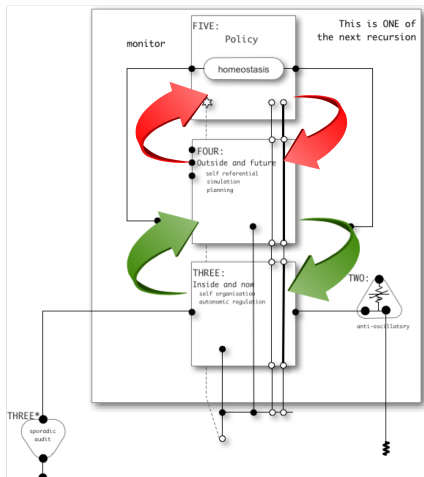 FIVE:
Policy
This is ONE of
the next recursion
monitor
homeostasis
FOUR:
Outside and future
self referential
simulation
planning
THREE:
Inside and now
self organisation
autonomic regulation
TWO:
anti-oscillatory
THREE*
sporadic
audit